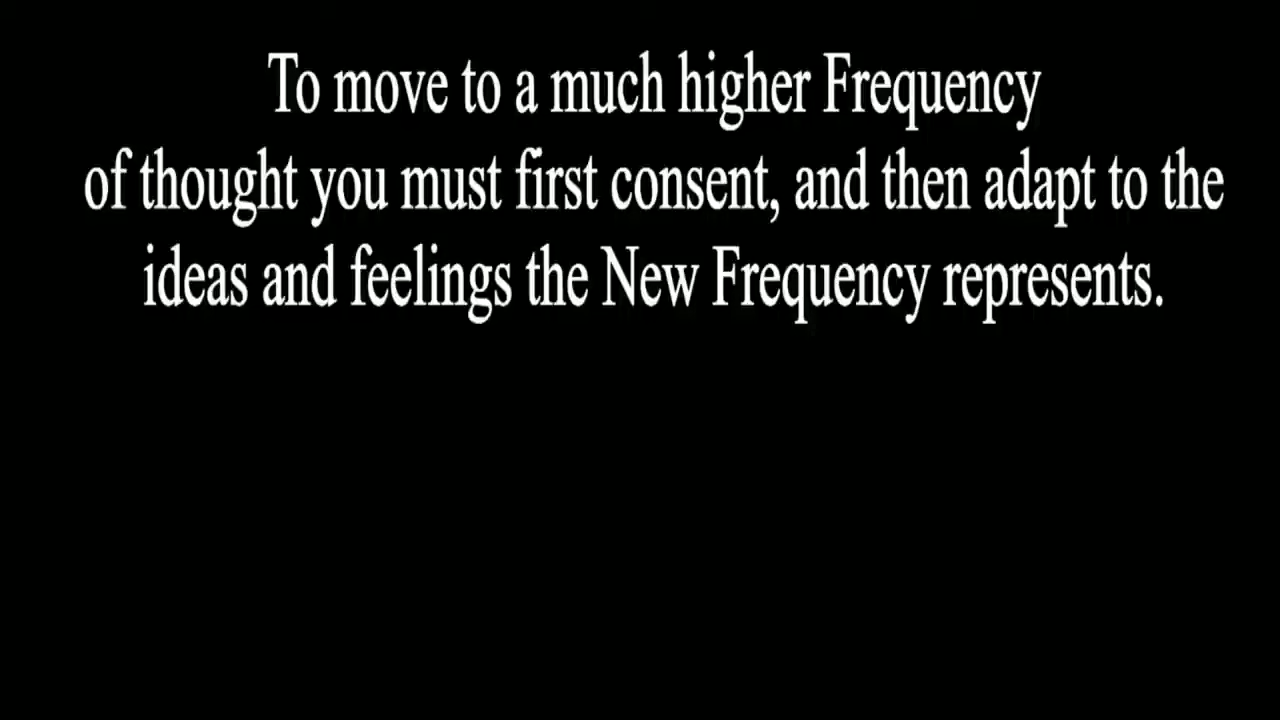 To move to a much higher Frequency
of thought you must first consent, and then adapt to the
ideas and feelings the New Frequency represents.